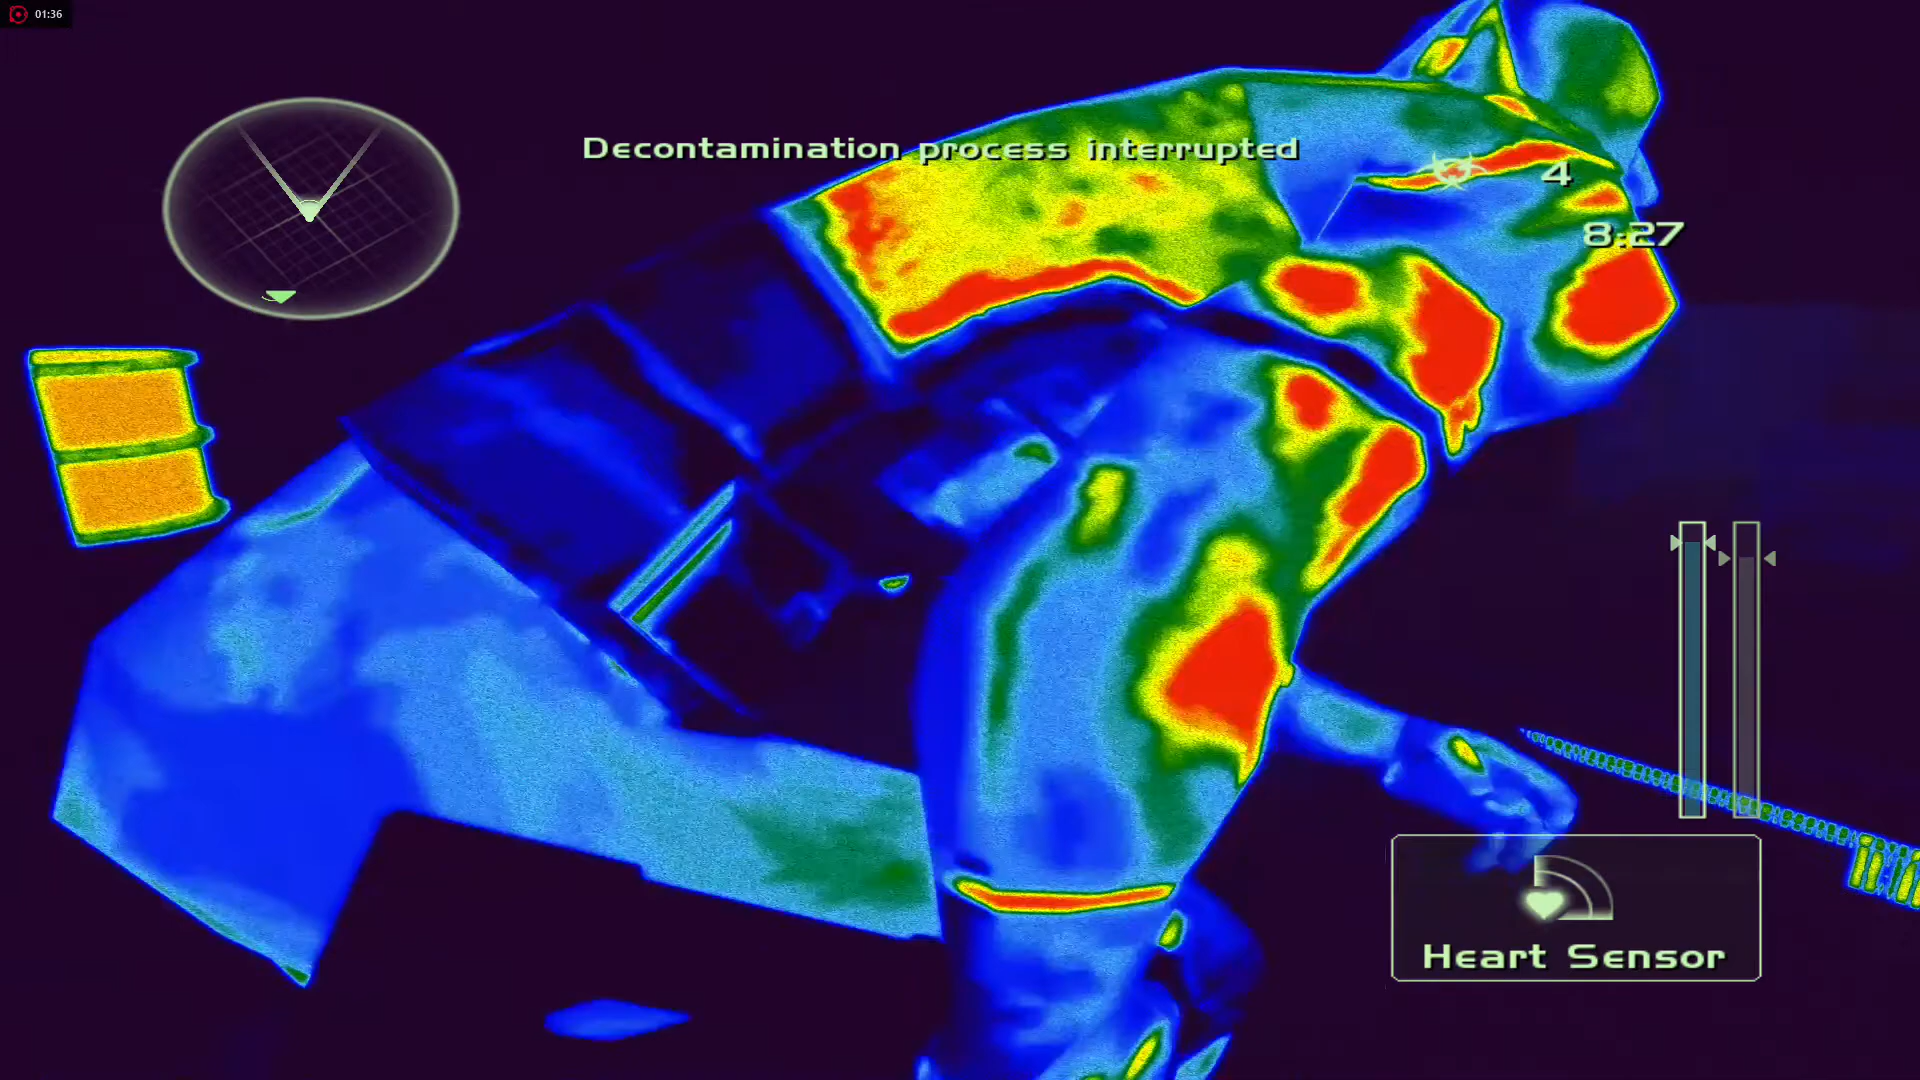 01:36
Decontamination process interrupted
4
8:27
Heart Sensor